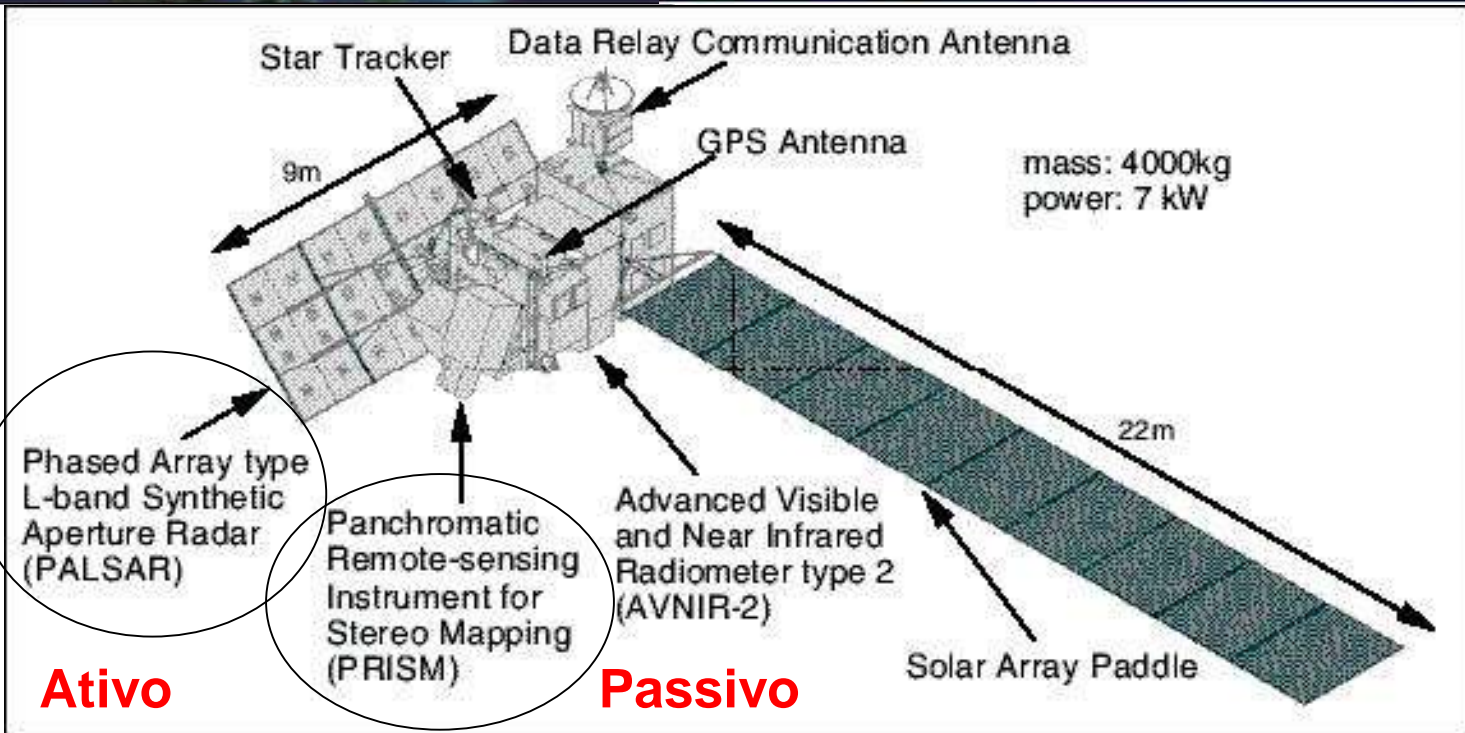 Star Tracker
Data Relay Communication Antenna
9m
GPS Antenna
mass: 4000kg
power: 7 kW
22m
Phased Array type
L-band Synthetic
Aperture Radar
(PALSAR)
Panchromatic
Remote-sensing
Instrument for
Stereo Mapping
(PRISM)
Advanced Visible
and Near Infrared
Radiometer type 2
(AVNIR-2)
Solar Array Paddle
Ativo
Passivo